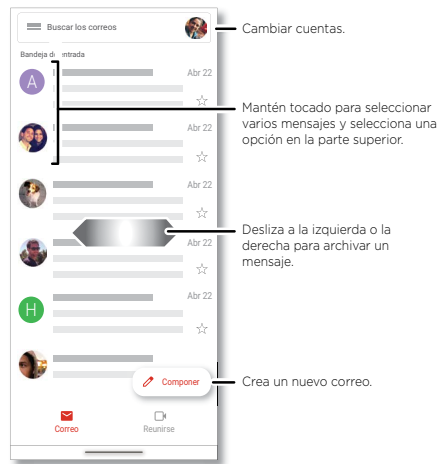 Buscar los correos
Cambiar cuentas.
Bandeja de entrada
A
Abr 22
Mantén tocado para seleccionar
varios mensajes y selecciona una
opción en la parte superior.
Abr 22
Abr 22
Desliza a la izquierda o la
derecha para archivar un
mensaje.
Abr 22
H
Abr 22
Componer
Crea un nuevo correo.
Correo
Reunirse